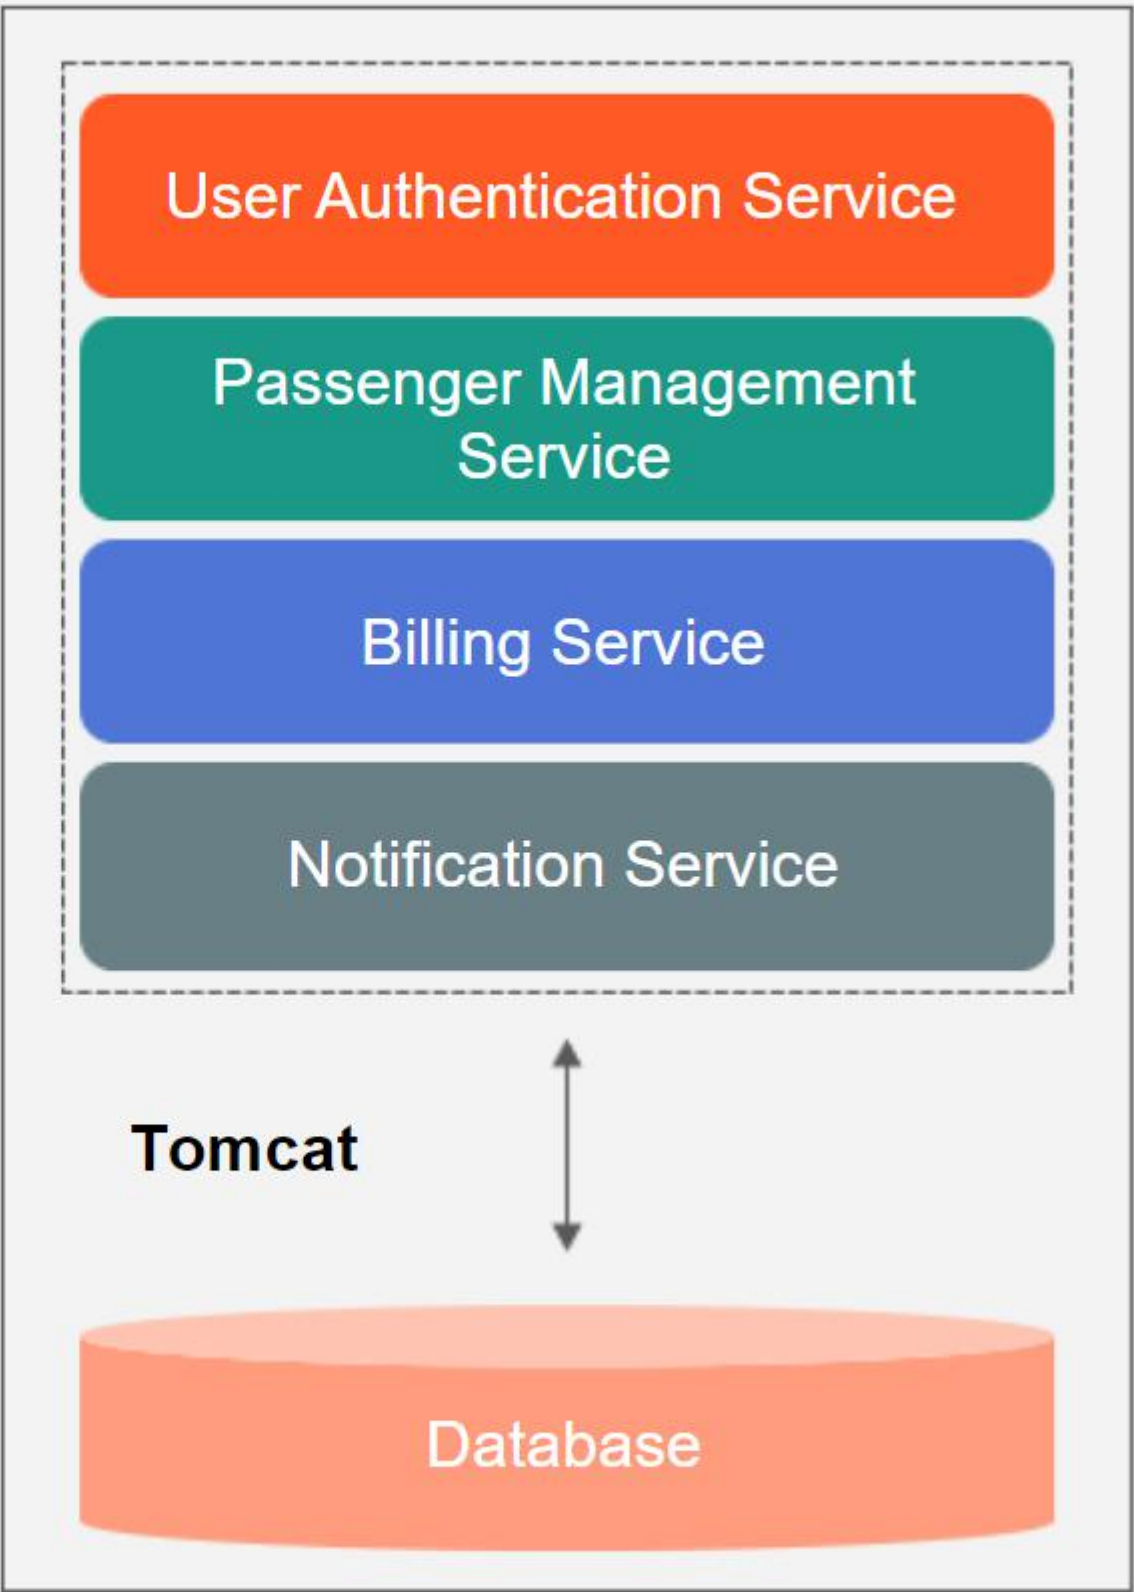 User Authentication Service
Passenger Management
Service
Billing Service
Notification Service
Tomcat
Database